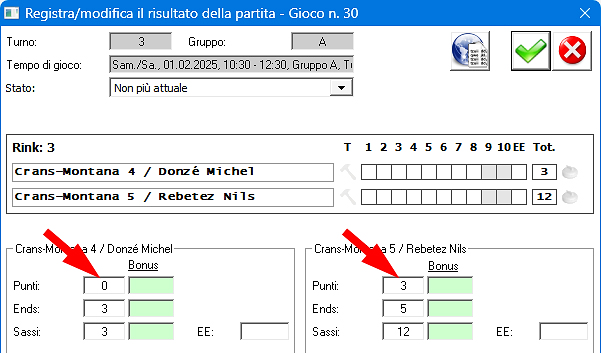 Registra/modifica il risultato della partita - Gioco n. 30
Turno: 3 Gruppo: A
Tempo di gioco: Sam./Sa., 01.02.2025, 10:30 - 12:30, Gruppo A, Tu
Stato: Non più attuale
Rink: 3 T 1 2 3 4 5 6 7 8 9 10 EE Tot.
Crans-Montana 4 / Donzé Michel 3
Crans-Montana 5 / Rebetez Nils 12
Crans-Montana 4 / Donzé Michel Crans-Montana 5 / Rebetez Nils
Bonus Bonus
Punti: 0 Punti: 3
Ends: 3 Ends: 5
Sassi: 3 EE: Sassi: 12 EE: